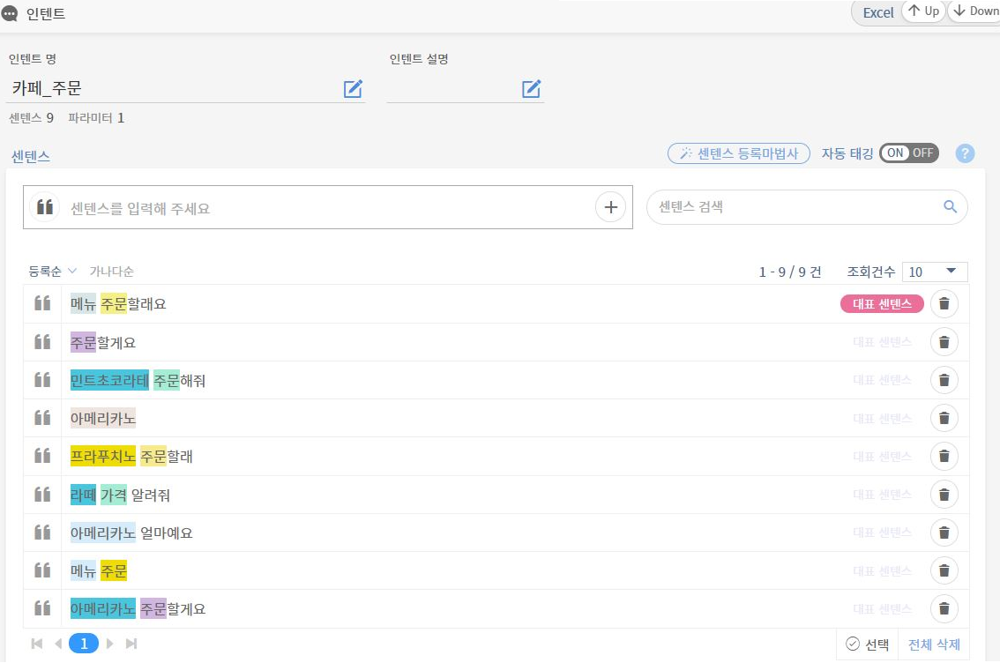 인텐트
Excel Up Down
인텐트 명
인텐트 설명
카페_주문
센텐스 9 파라미터 1
센텐스
센텐스 등록마법사 자동 태깅 ON OFF ?
센텐스를 입력해 주세요
센텐스 검색
등록순 가나다순
1 - 9 / 9 건 조회건수 10
메뉴 주문할래요 대표 센텐스
주문할게요 대표 센텐스
민트초코라테 주문해줘 대표 센텐스
아메리카노 대표 센텐스
프라푸치노 주문할래 대표 센텐스
라떼 가격 알려줘 대표 센텐스
아메리카노 얼마예요 대표 센텐스
메뉴 주문 대표 센텐스
아메리카노 주문할게요 대표 센텐스
1
선택 전체 삭제